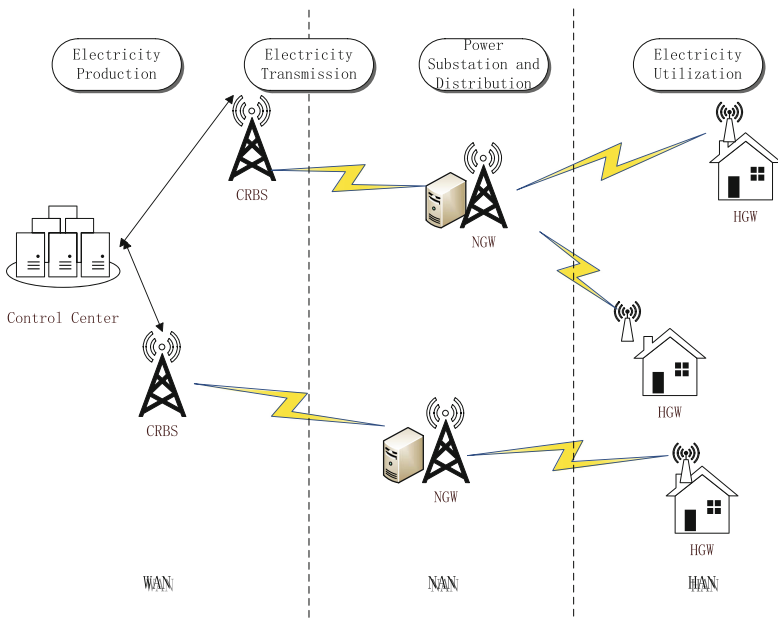 Electricity
Production
Electricity
Transmission
Power
Substation and
Distribution
Electricity
Utilization
CRBS
NGW
HGW
Control Center
HGW
CRBS
NGW
HGW
WAN
NAN
HAN